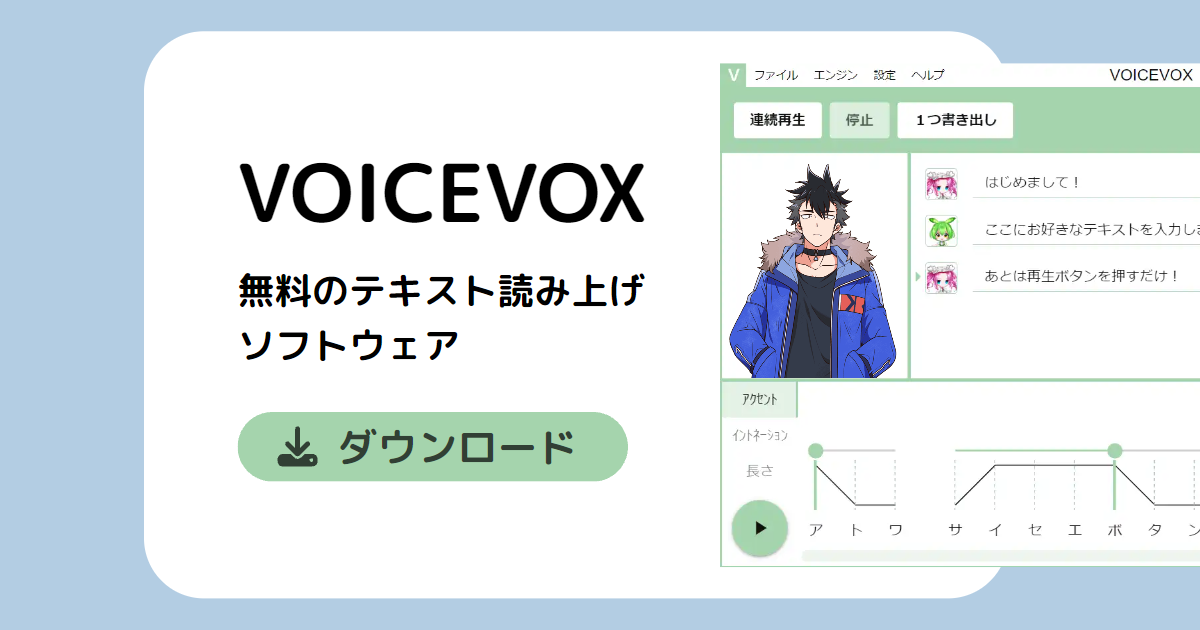 VOICEVOX
無料のテキスト読み上げ
ソフトウェア
ダウンロード
V ファイル エンジン 設定 ヘルプ VOICEVOX
連続再生 停止 1つ書き出し
はじめまして!
ここにお好きなテキストを入力しま
あとは再生ボタンを押すだけ!
アクセント
イントネーション
長さ
ア ト ワ サ イ セ エ ボ タ ン